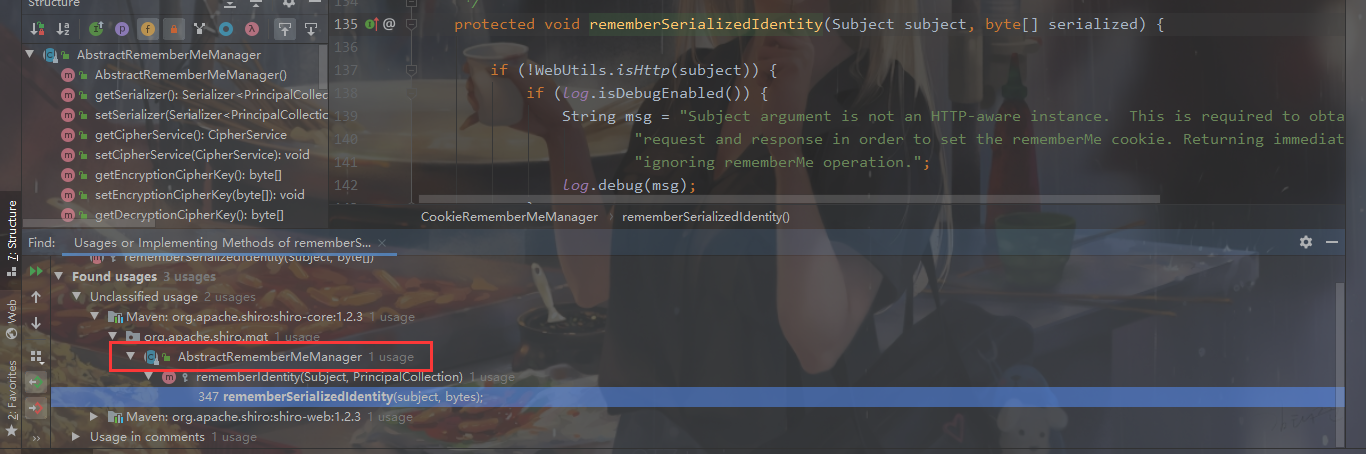 Structure
AbstractRememberMeManager
AbstractRememberMeManager()
getSerializer(): Serializer<PrincipalCollec
setSerializer(Serializer<PrincipalCollectio
getCipherService(): CipherService
setCipherService(CipherService): void
getEncryptionCipherKey(): byte[]
setEncryptionCipherKey(byte[]): void
getDecryptionCipherKey(): byte[]
134 */
135 @ protected void rememberSerializedIdentity(Subject subject, byte[] serialized) {
136
137 if (!WebUtils.isHttp(subject)) {
138 if (log.isDebugEnabled()) {
139 String msg = "Subject argument is not an HTTP-aware instance.  This is required to obta
140 "request and response in order to set the rememberMe cookie. Returning immediat
141 "ignoring rememberMe operation.";
142 log.debug(msg);
}
CookieRememberMeManager › rememberSerializedIdentity()
Z: Structure
Web
2: Favorites
Find: Usages or Implementing Methods of rememberS... ×
rememberSerializedIdentity(Subject, byte[])
Found usages 3 usages
Unclassified usage 2 usages
Maven: org.apache.shiro:shiro-core:1.2.3 1 usage
org.apache.shiro.mgt 1 usage
AbstractRememberMeManager 1 usage
rememberIdentity(Subject, PrincipalCollection) 1 usage
347 rememberSerializedIdentity(subject, bytes);
Maven: org.apache.shiro:shiro-web:1.2.3 1 usage
Usage in comments 1 usage